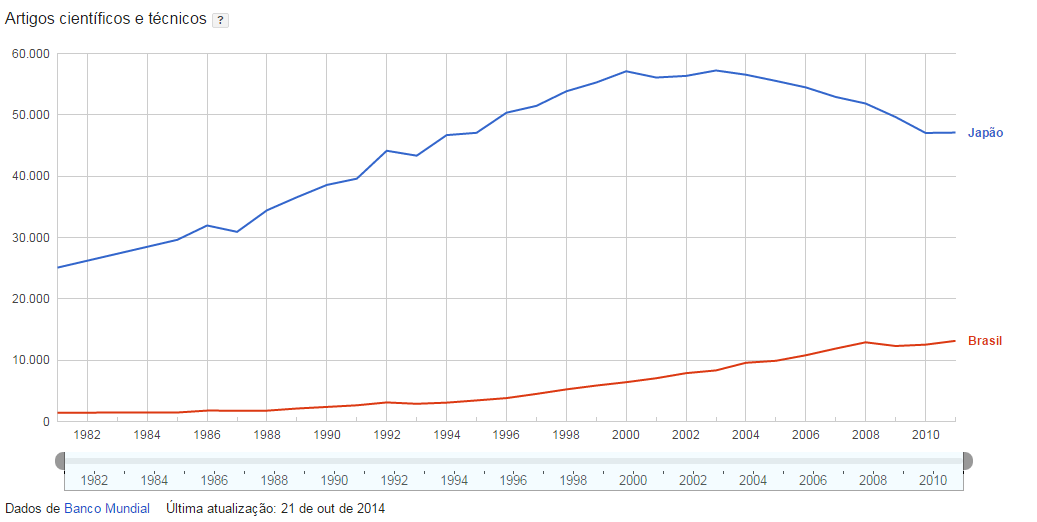 Artigos científicos e técnicos ?
60.000
50.000
Japão
40.000
30.000
20.000
Brasil
10.000
0
1982 1984 1986 1988 1990 1992 1994 1996 1998 2000 2002 2004 2006 2008 2010
1982 1984 1986 1988 1990 1992 1994 1996 1998 2000 2002 2004 2006 2008 2010
Dados de Banco Mundial Última atualização: 21 de out de 2014